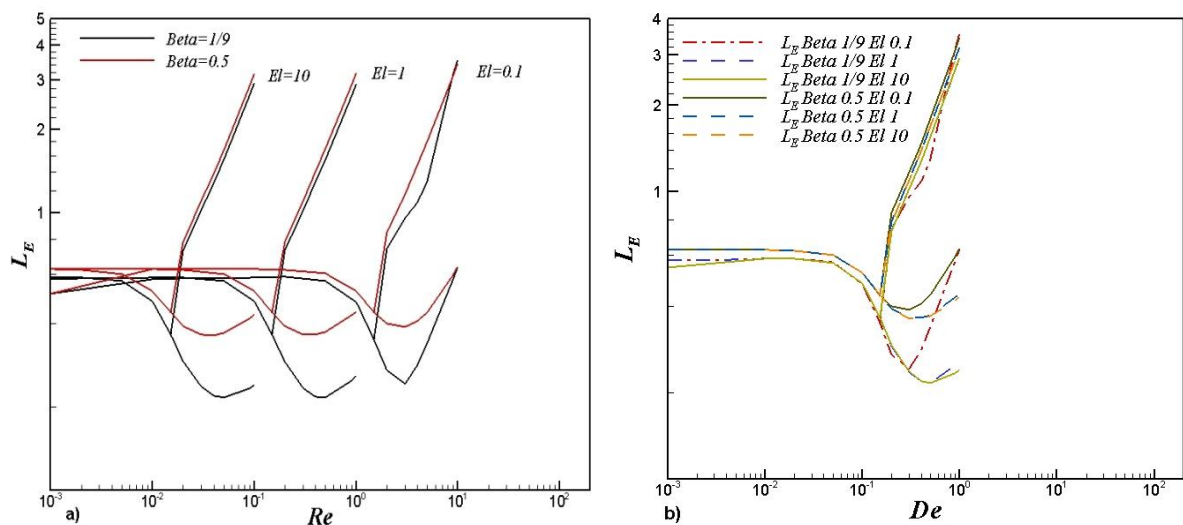 5
4
3
2
1
L_E
Beta=1/9
Beta=0.5
El=10
El=1
El=0.1
10^-3
10^-2
10^-1
10^0
10^1
10^2
a)
Re
4
3
2
1
L_E
L_E Beta 1/9 El 0.1
L_E Beta 1/9 El 1
L_E Beta 1/9 El 10
L_E Beta 0.5 El 0.1
L_E Beta 0.5 El 1
L_E Beta 0.5 El 10
10^-3
10^-2
10^-1
10^0
10^1
10^2
b)
De